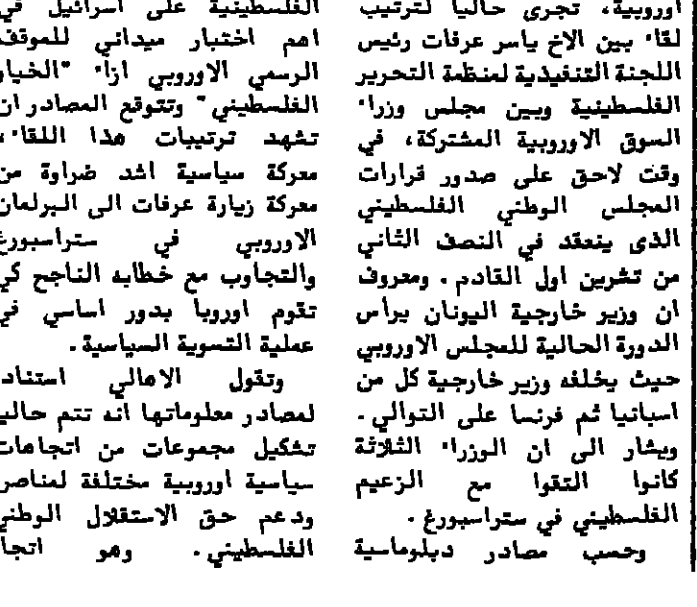 اوروبية، تجرى حاليا لترتيب
لقاء بين الاخ ياسر عرفات رئيس
اللجنة التنفيذية لمنظمة التحرير
الفلسطينية وبين مجلس وزراء
السوق الاوروبية المشتركة، في
وقت لاحق على صدور قرارات
المجلس الوطني الفلسطيني
الذى ينعقد في النصف الثاني
من تشرين اول القادم. ومعروف
ان وزير خارجية اليونان يرأس
الدورة الحالية للمجلس الاوروبي
حيث يخلفه وزير خارجية كل من
اسبانيا ثم فرنسا على التوالي.
ويشار الى ان الوزراء الثلاثة
كانوا التقوا مع الزعيم
الفلسطيني في ستراسبورغ.
وحسب مصادر دبلوماسية
الفلسطينية على اسرائيل في
اهم اختبار ميداني للموقف
الرسمي الاوروبي ازاء "الخيار
الفلسطيني" وتتوقع المصادر ان
تشهد ترتيبات هذا اللقاء،
معركة سياسية اشد ضراوة من
معركة زيارة عرفات الى البرلمان
الاوروبي في ستراسبورغ
والتجاوب مع خطابه الناجح كي
تقوم اوروبا بدور اساسي في
عملية التسوية السياسية.
وتقول الاهالي استنادا
لمصادر معلوماتها انه تتم حاليا
تشكيل مجموعات من اتجاهات
سياسية اوروبية مختلفة لمناصر
ودعم حق الاستقلال الوطني
الفلسطيني. وهو اتجا